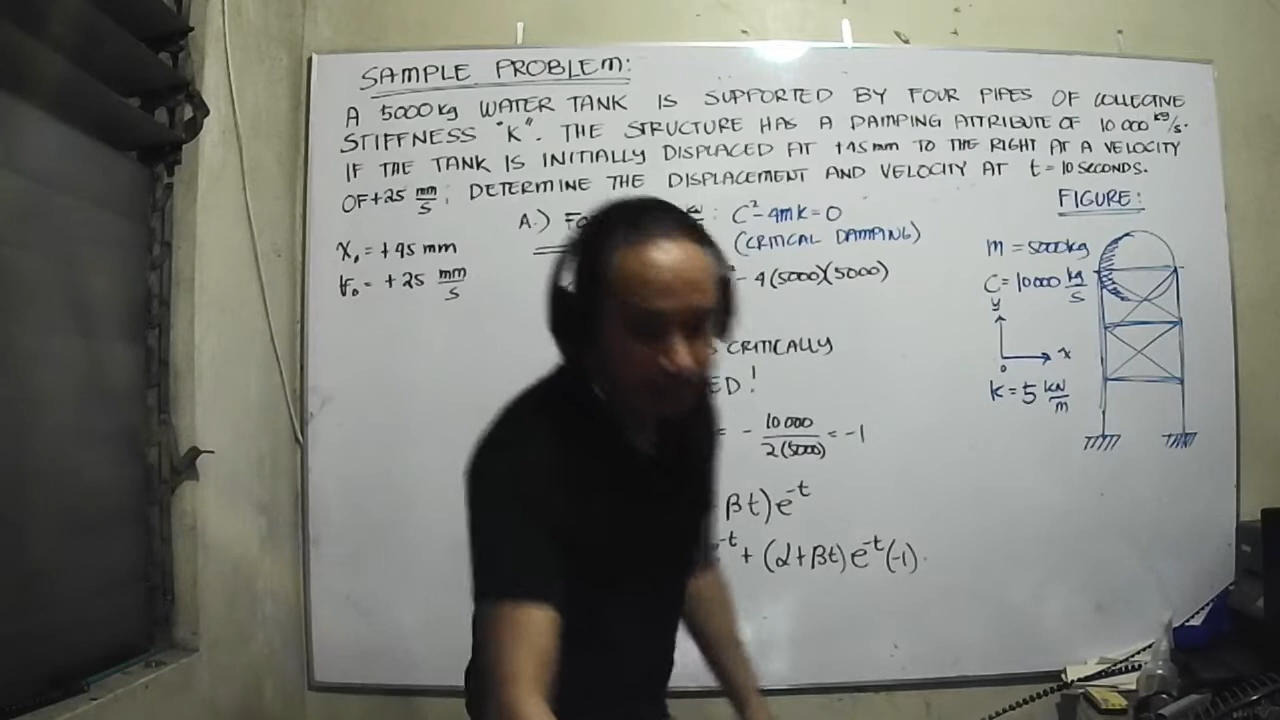 SAMPLE PROBLEM:
A 5000kg WATER TANK IS SUPPORTED BY FOUR PIPES OF COLLECTIVE
STIFFNESS "K". THE STRUCTURE HAS A DAMPING ATTRIBUTE OF 10 000 kg/s.
IF THE TANK IS INITIALLY DISPLACED AT +45mm TO THE RIGHT AT A VELOCITY
OF +25 mm/s; DETERMINE THE DISPLACEMENT AND VELOCITY AT t = 10 SECONDS.
x₀ = +45 mm
v₀ = +25 mm/s
A.)
: C² - 4mk = 0
(CRITICAL DAMPING)
- 4(5000)(5000)
CRITICALLY
ED!
= - 10 000 / 2(5000) = -1
βt)e^-t
^-t + (α+βt)e^-t(-1).
FIGURE:
m = 5000kg
C = 10000 kg/s
y
x
0
K = 5 kN/m